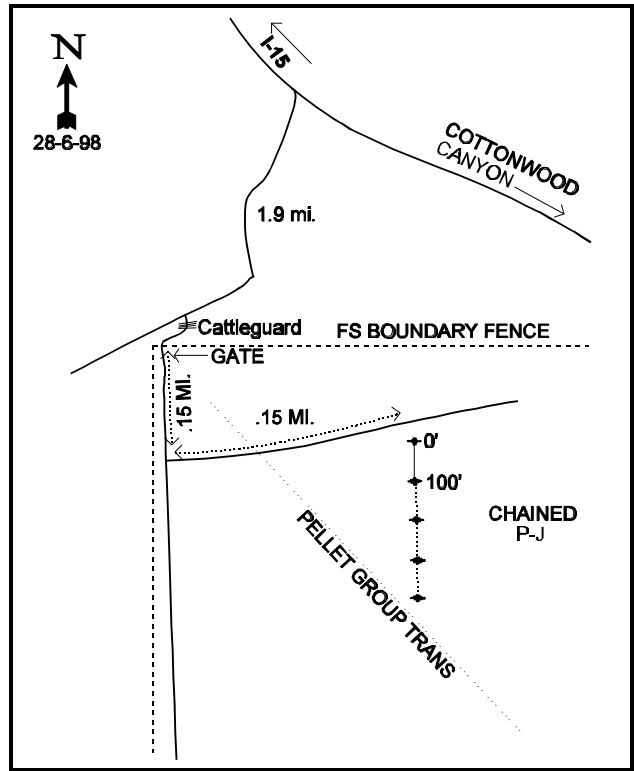 N
28-6-98
I-15
COTTONWOOD
CANYON
1.9 mi.
Cattleguard
FS BOUNDARY FENCE
GATE
.15 MI.
.15 MI.
0'
100'
CHAINED
P-J
PELLET GROUP TRANS